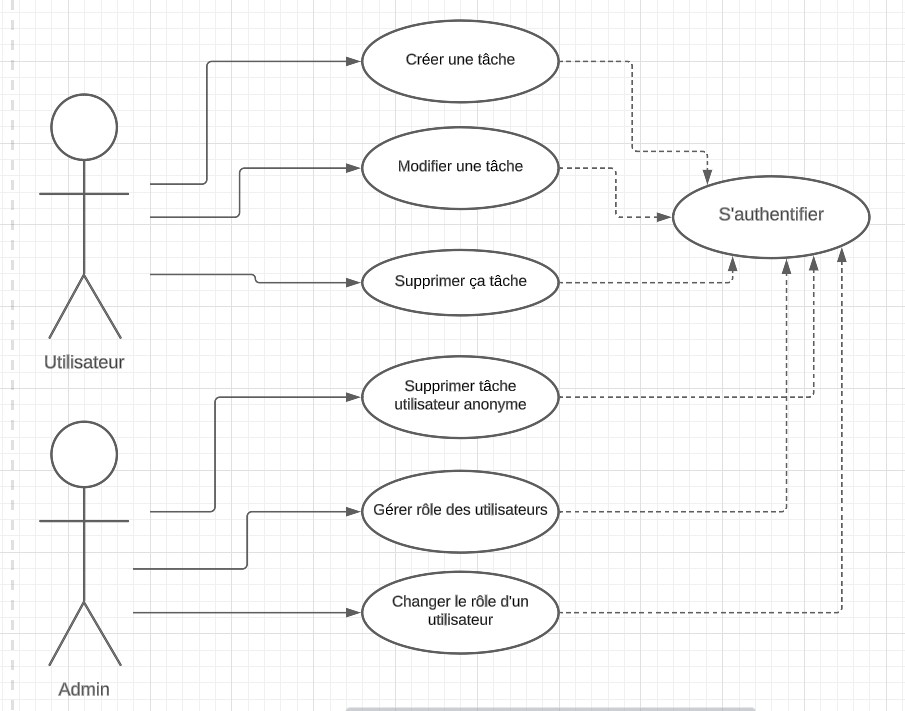 Créer une tâche
Modifier une tâche
S'authentifier
Supprimer ça tâche
Utilisateur
Supprimer tâche
utilisateur anonyme
Gérer rôle des utilisateurs
Changer le rôle d'un
utilisateur
Admin